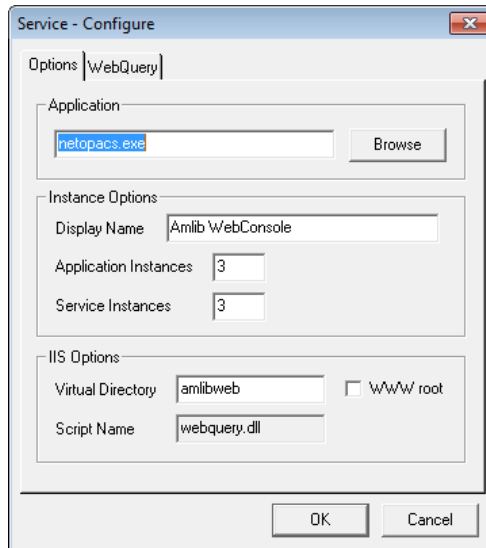 Service - Configure
Options WebQuery
Application
netopacs.exe Browse
Instance Options
Display Name Amlib WebConsole
Application Instances 3
Service Instances 3
IIS Options
Virtual Directory amlibweb WWW root
Script Name webquery.dll
OK Cancel